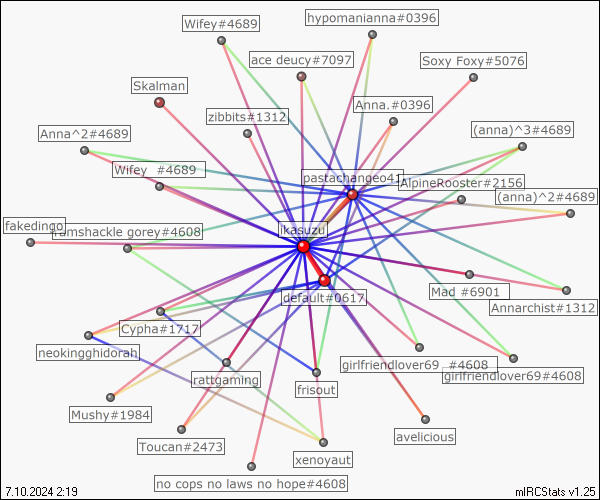 hypomanianna#0396
Wifey#4689
ace deucy#7097
Soxy Foxy#5076
Skalman
Anna.#0396
zibbits#1312
Anna^2#4689
(anna)^3#4689
Wifey  #4689
pastachangeo41
AlpineRooster#2156
(anna)^2#4689
fakedingo
ramshackle gorey#4608
ikasuzu
default#0617
Mad #6901
Annarchist#1312
Cypha#1717
neokingghidorah
girlfriendlover69  #4608
girlfriendlover69#4608
rattgaming
frisout
Mushy#1984
avelicious
Toucan#2473
xenoyaut
no cops no laws no hope#4608
7.10.2024 2:19
mIRCStats v1.25